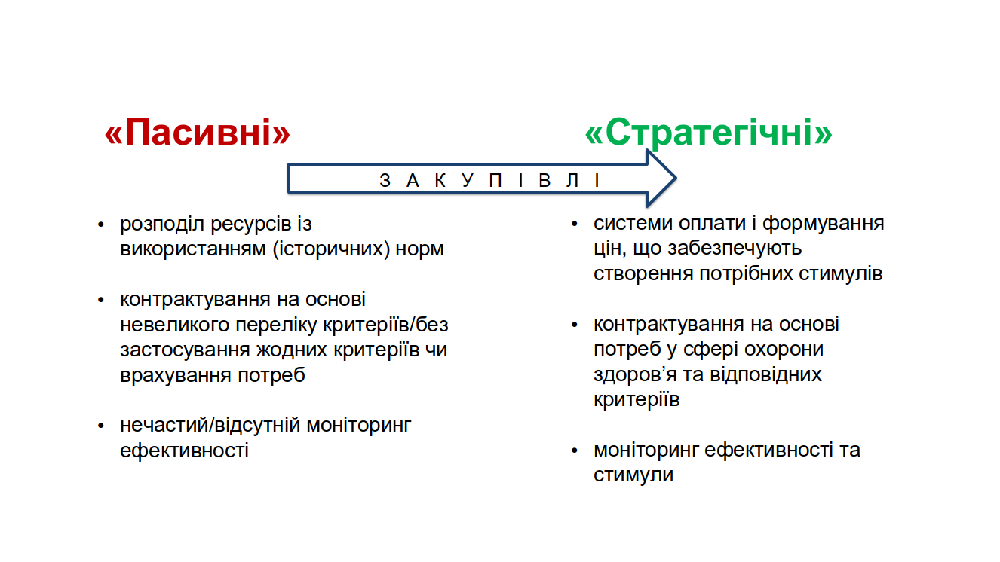 «Пасивні»
«Стратегічні»
З А К У П І В Л І
• розподіл ресурсів із
використанням (історичних) норм
• контрактування на основі
невеликого переліку критеріїв/без
застосування жодних критеріїв чи
врахування потреб
• нечастий/відсутній моніторинг
ефективності
• системи оплати і формування
цін, що забезпечують
створення потрібних стимулів
• контрактування на основі
потреб у сфері охорони
здоров’я та відповідних
критеріїв
• моніторинг ефективності та
стимули